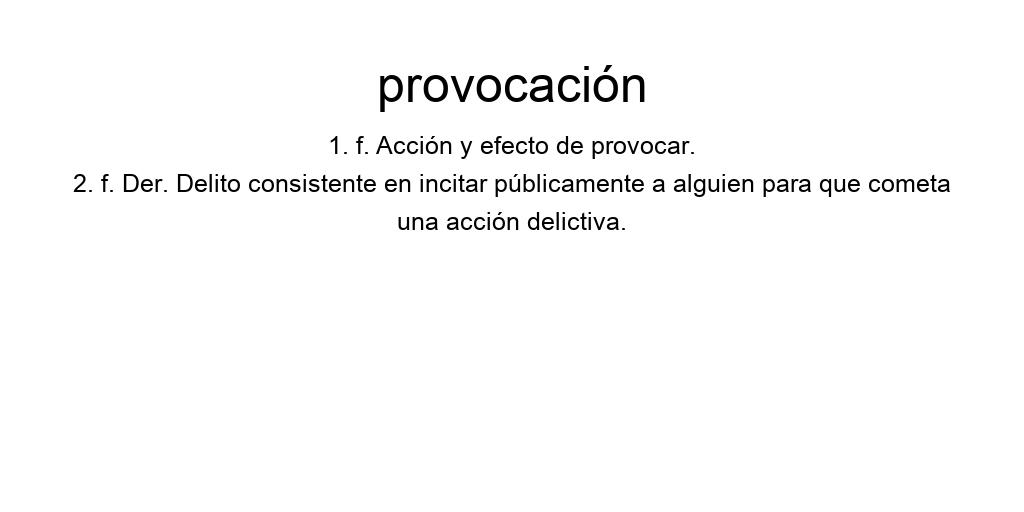 provocación
1. f. Acción y efecto de provocar.
2. f. Der. Delito consistente en incitar públicamente a alguien para que cometa
una acción delictiva.